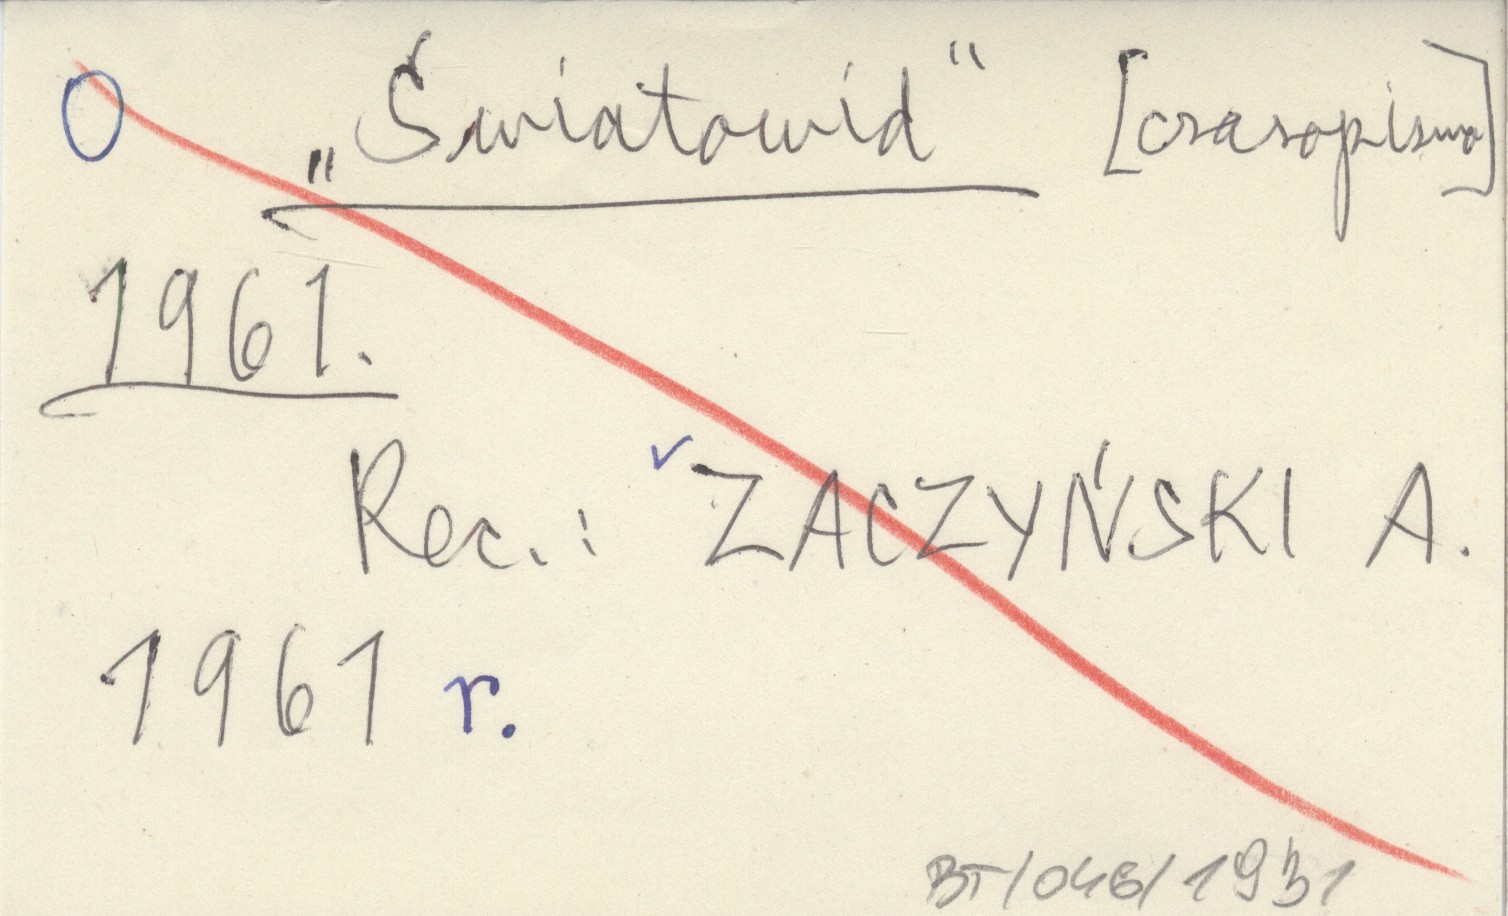 O „Światowid“ [czasopismo]
1961.
Rec.: ✓ZACZYŃSKI A.
1961 r.
BT/046/1931